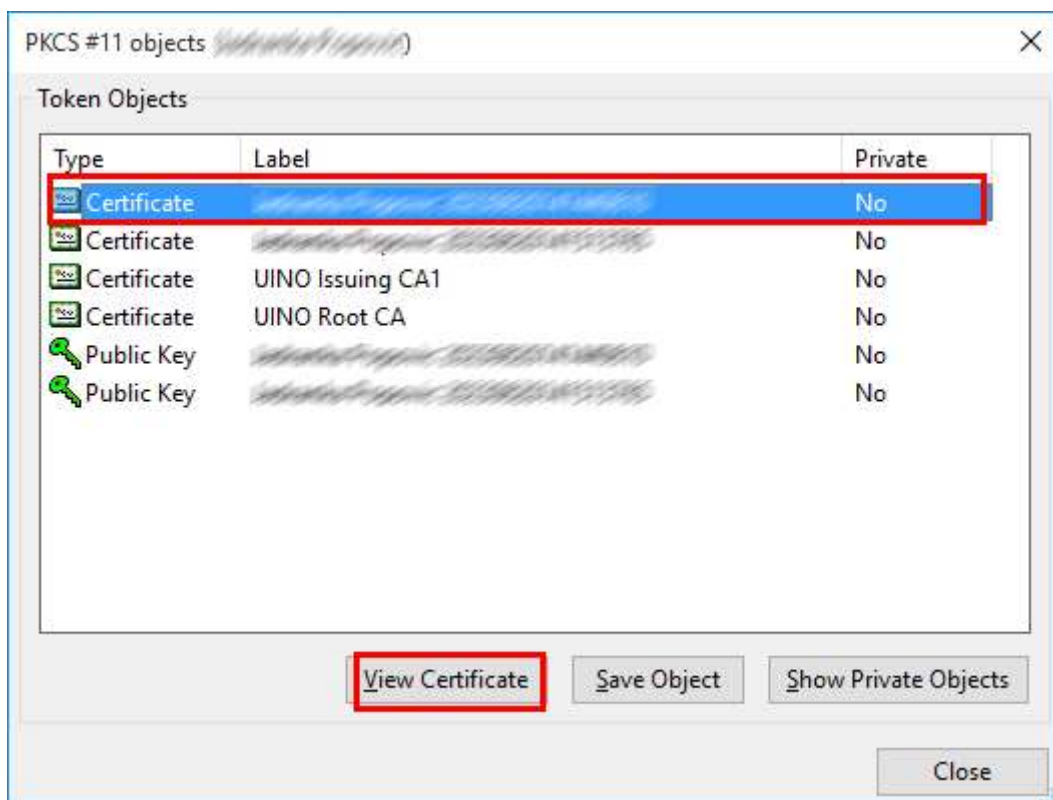 PKCS #11 objects )
Token Objects
Type Label Private
Certificate No
Certificate No
Certificate UINO Issuing CA1 No
Certificate UINO Root CA No
Public Key No
Public Key No
View Certificate Save Object Show Private Objects
Close